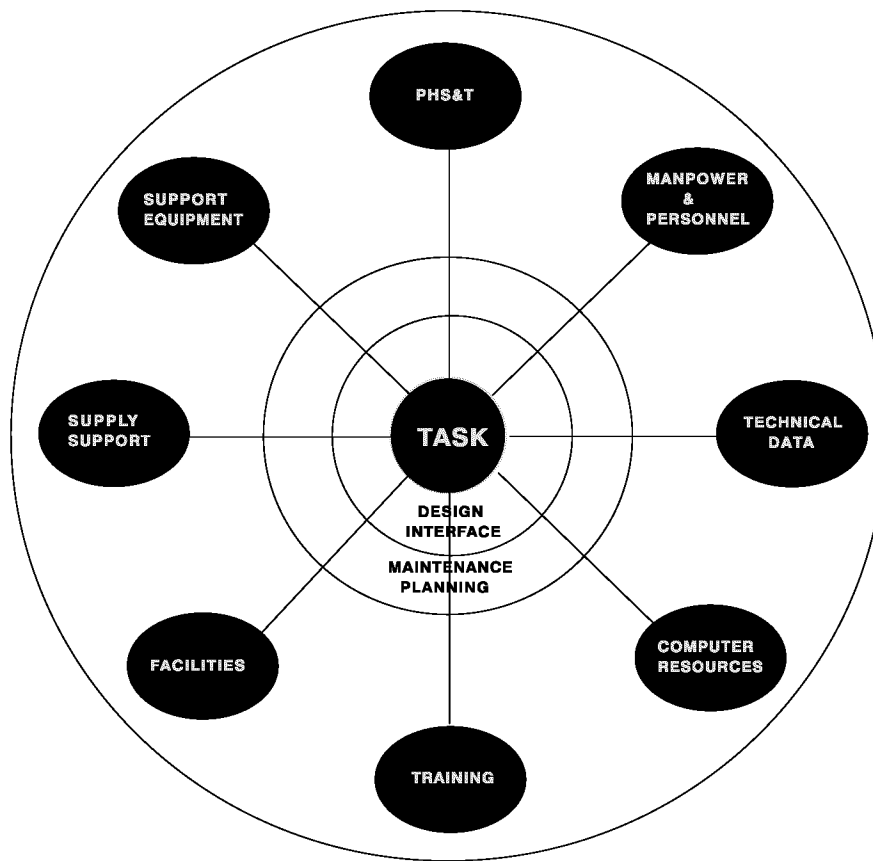 PHS&T
MANPOWER
&
PERSONNEL
SUPPORT
EQUIPMENT
SUPPLY
SUPPORT
TASK
TECHNICAL
DATA
DESIGN
INTERFACE
MAINTENANCE
PLANNING
FACILITIES
COMPUTER
RESOURCES
TRAINING